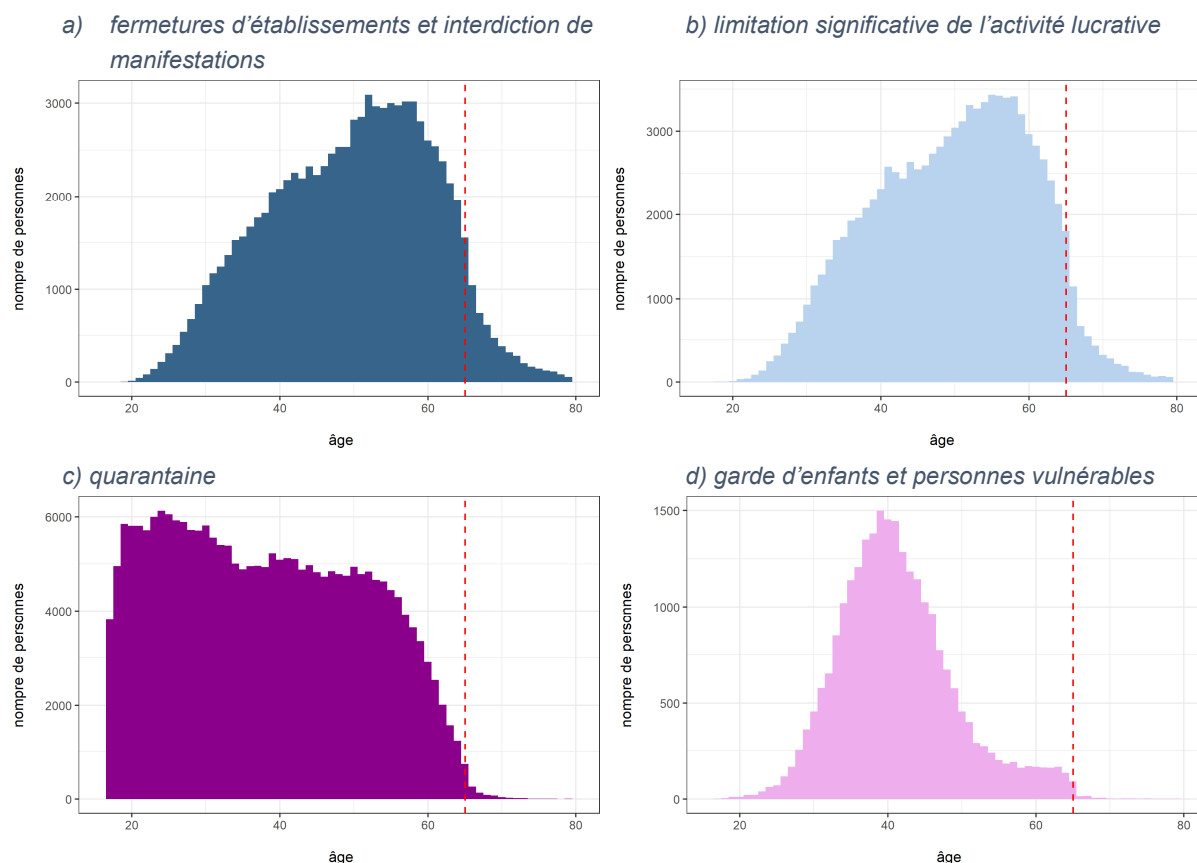 a) fermetures d’établissements et interdiction de
manifestations
3000
2000
1000
0
nompre de personnes
20 40 60 80
âge
b) limitation significative de l’activité lucrative
3000
2000
1000
0
nompre de personnes
20 40 60 80
âge
c) quarantaine
6000
4000
2000
0
nompre de personnes
20 40 60 80
âge
d) garde d’enfants et personnes vulnérables
1500
1000
500
0
nompre de personnes
20 40 60 80
âge